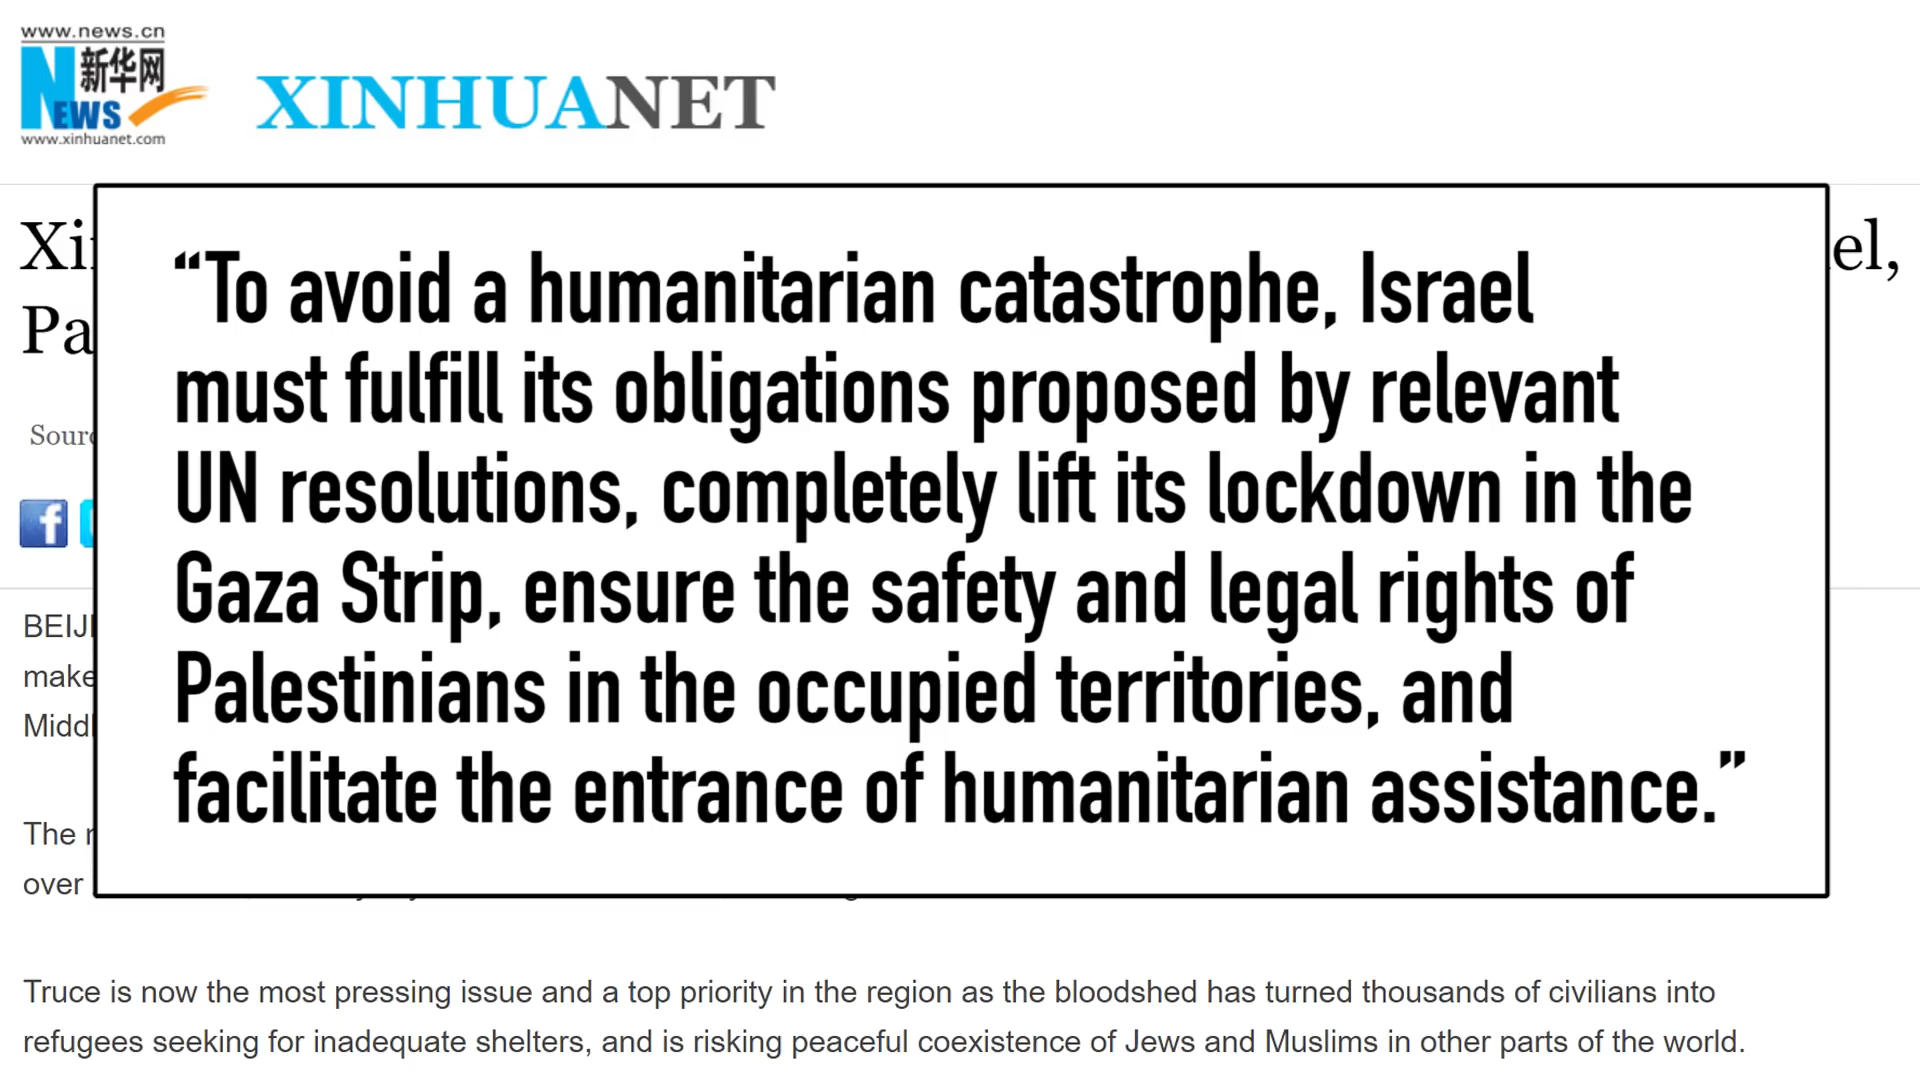 www.news.cn
新华网
NEWS
www.xinhuanet.com
XINHUANET
“To avoid a humanitarian catastrophe, Israel
must fulfill its obligations proposed by relevant
UN resolutions, completely lift its lockdown in the
Gaza Strip, ensure the safety and legal rights of
Palestinians in the occupied territories, and
facilitate the entrance of humanitarian assistance.”
f
The
over
Truce is now the most pressing issue and a top priority in the region as the bloodshed has turned thousands of civilians into
refugees seeking for inadequate shelters, and is risking peaceful coexistence of Jews and Muslims in other parts of the world.